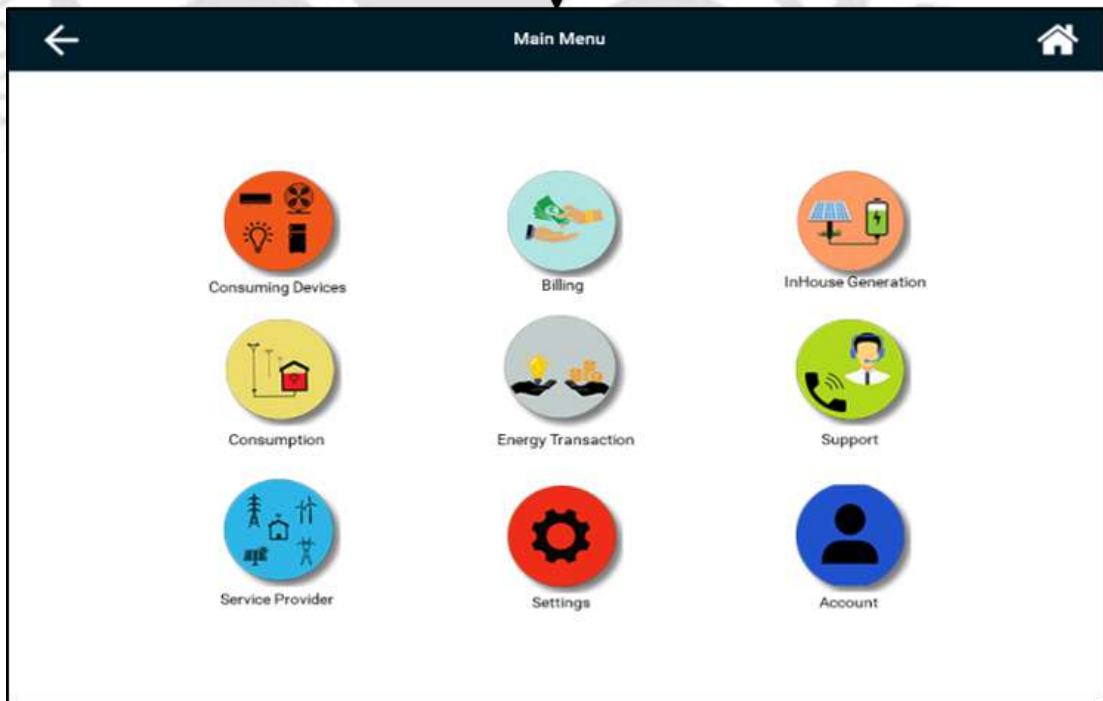 Main Menu
Consuming Devices
Billing
InHouse Generation
Consumption
Energy Transaction
Support
Service Provider
Settings
Account